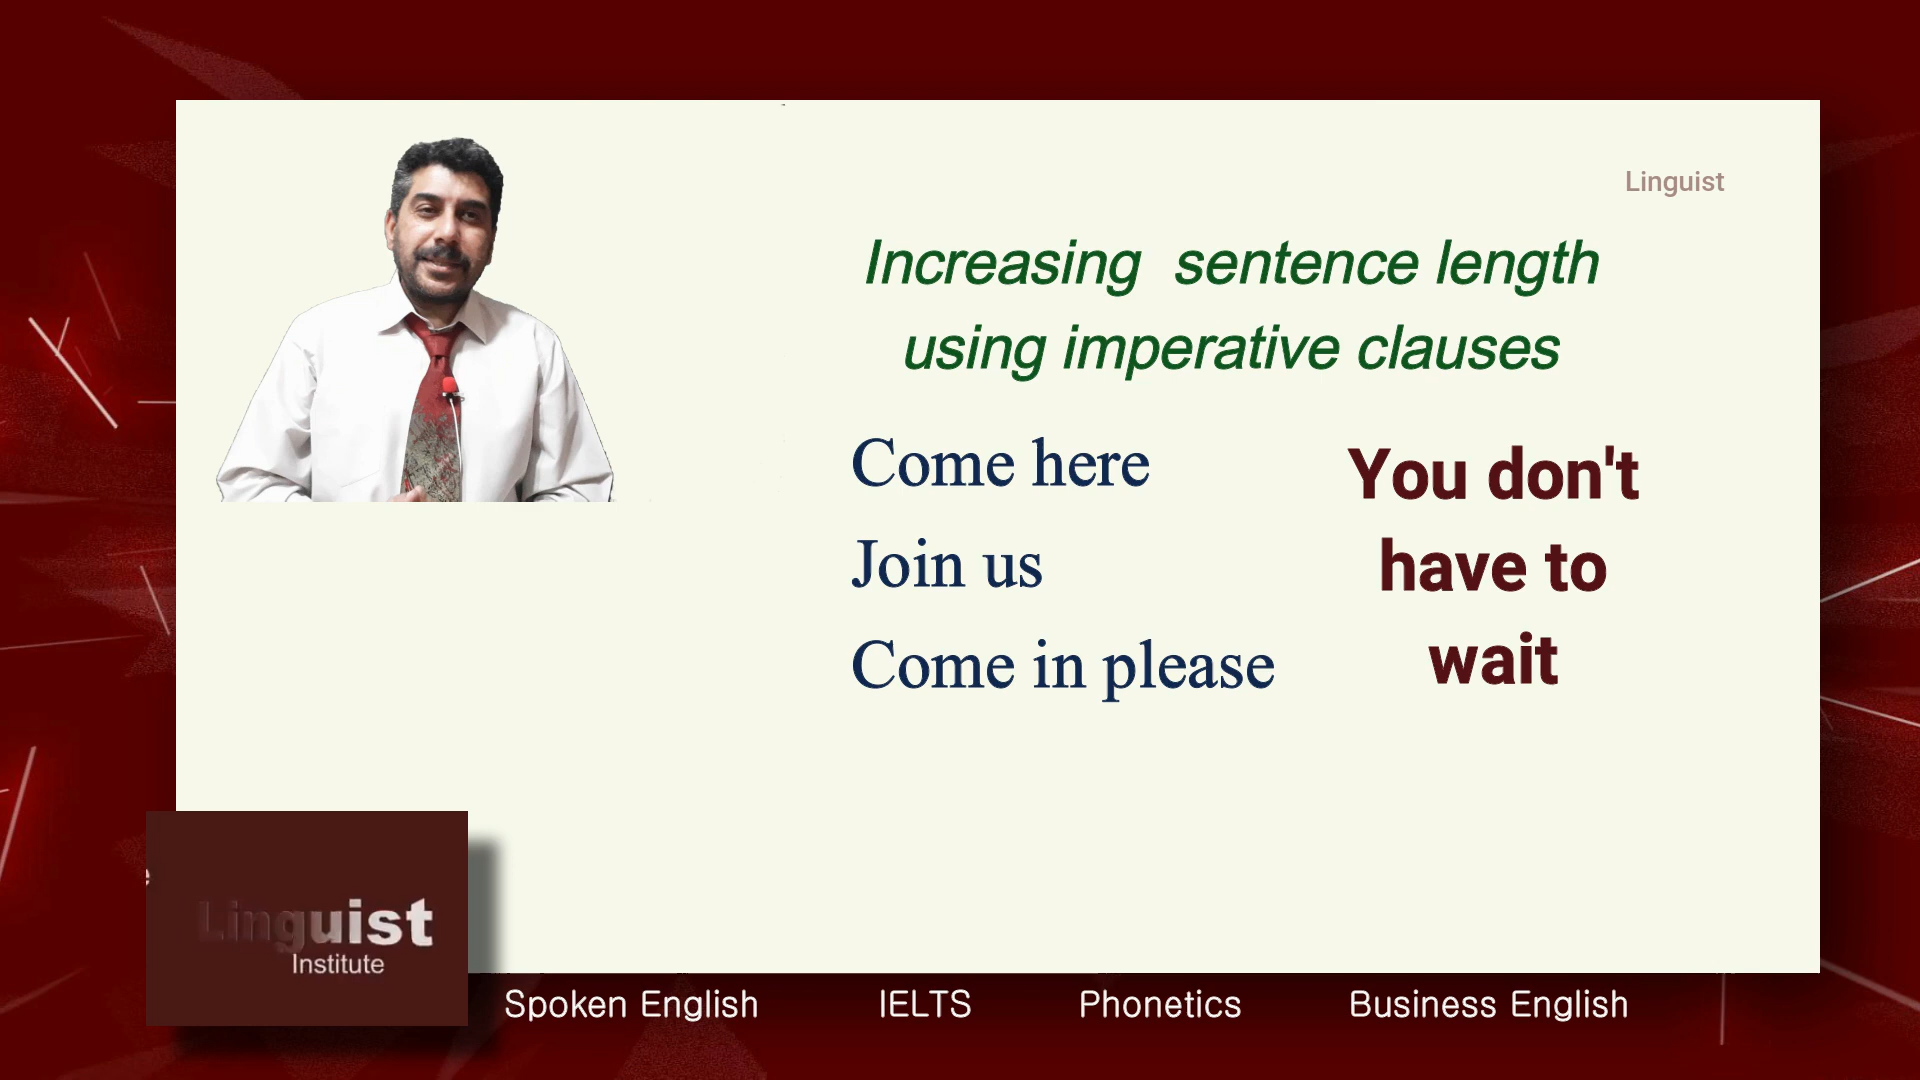 Linguist
Increasing sentence length
using imperative clauses
Come here
Join us
Come in please
You don't
have to
wait
Linguist
Institute
Spoken English IELTS Phonetics Business English